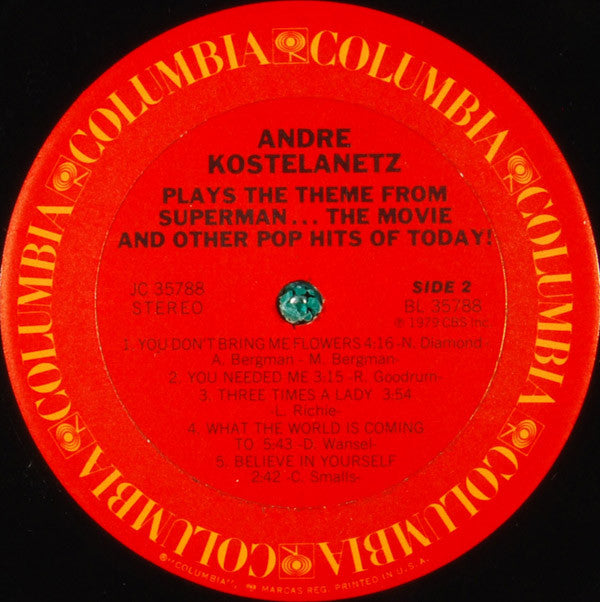 COLUMBIA COLUMBIA COLUMBIA COLUMBIA COLUMBIA COLUMBIA
ANDRE
KOSTELANETZ
PLAYS THE THEME FROM
SUPERMAN... THE MOVIE
AND OTHER POP HITS OF TODAY!
JC 35788
STEREO
SIDE 2
BL 35788
℗ 1979 CBS Inc.
1. YOU DON'T BRING ME FLOWERS 4:16 -N. Diamond
A. Bergman - M. Bergman-
2. YOU NEEDED ME 3:15 -R. Goodrum-
3. THREE TIMES A LADY 3:54
L. Richie-
4. WHAT THE WORLD IS COMING
TO 5:43 -D. Wansel-
5. BELIEVE IN YOURSELF
2:42 -C. Smalls-
"COLUMBIA", MARCAS REG. PRINTED IN U.S.A.